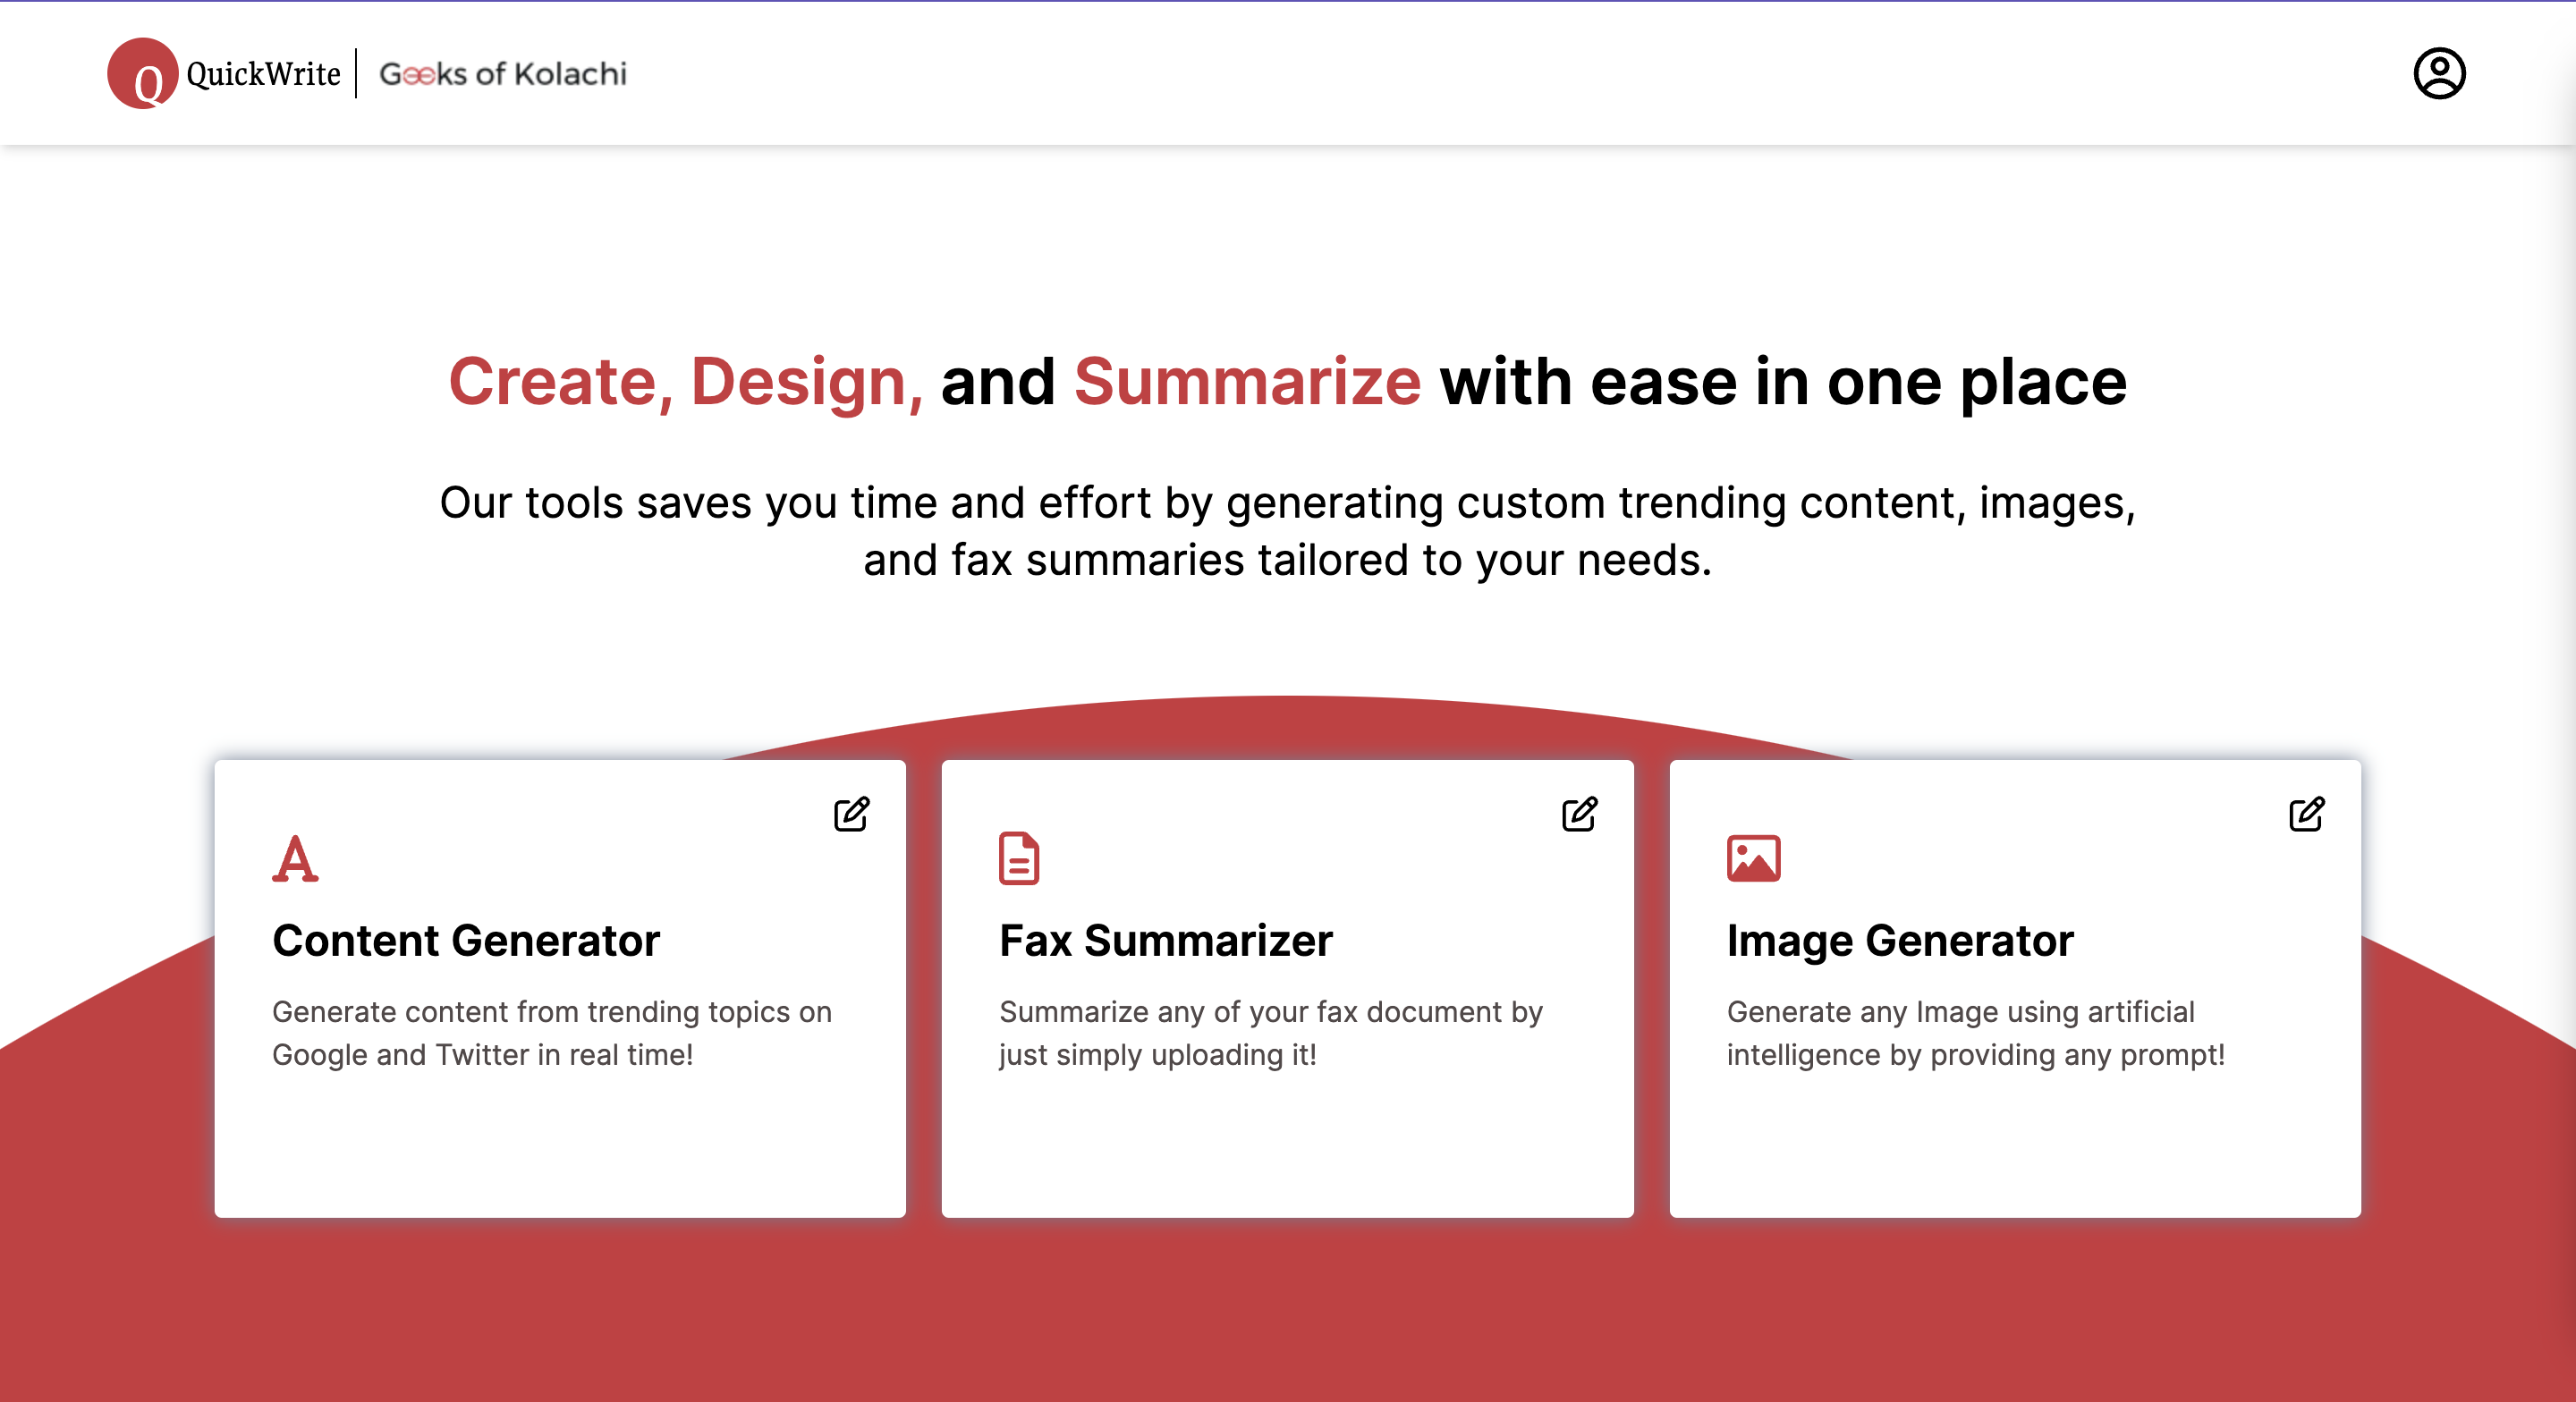 Q QuickWrite | Geeks of Kolachi
Create, Design, and Summarize with ease in one place
Our tools saves you time and effort by generating custom trending content, images,
and fax summaries tailored to your needs.
Content Generator
Generate content from trending topics on
Google and Twitter in real time!
Fax Summarizer
Summarize any of your fax document by
just simply uploading it!
Image Generator
Generate any Image using artificial
intelligence by providing any prompt!